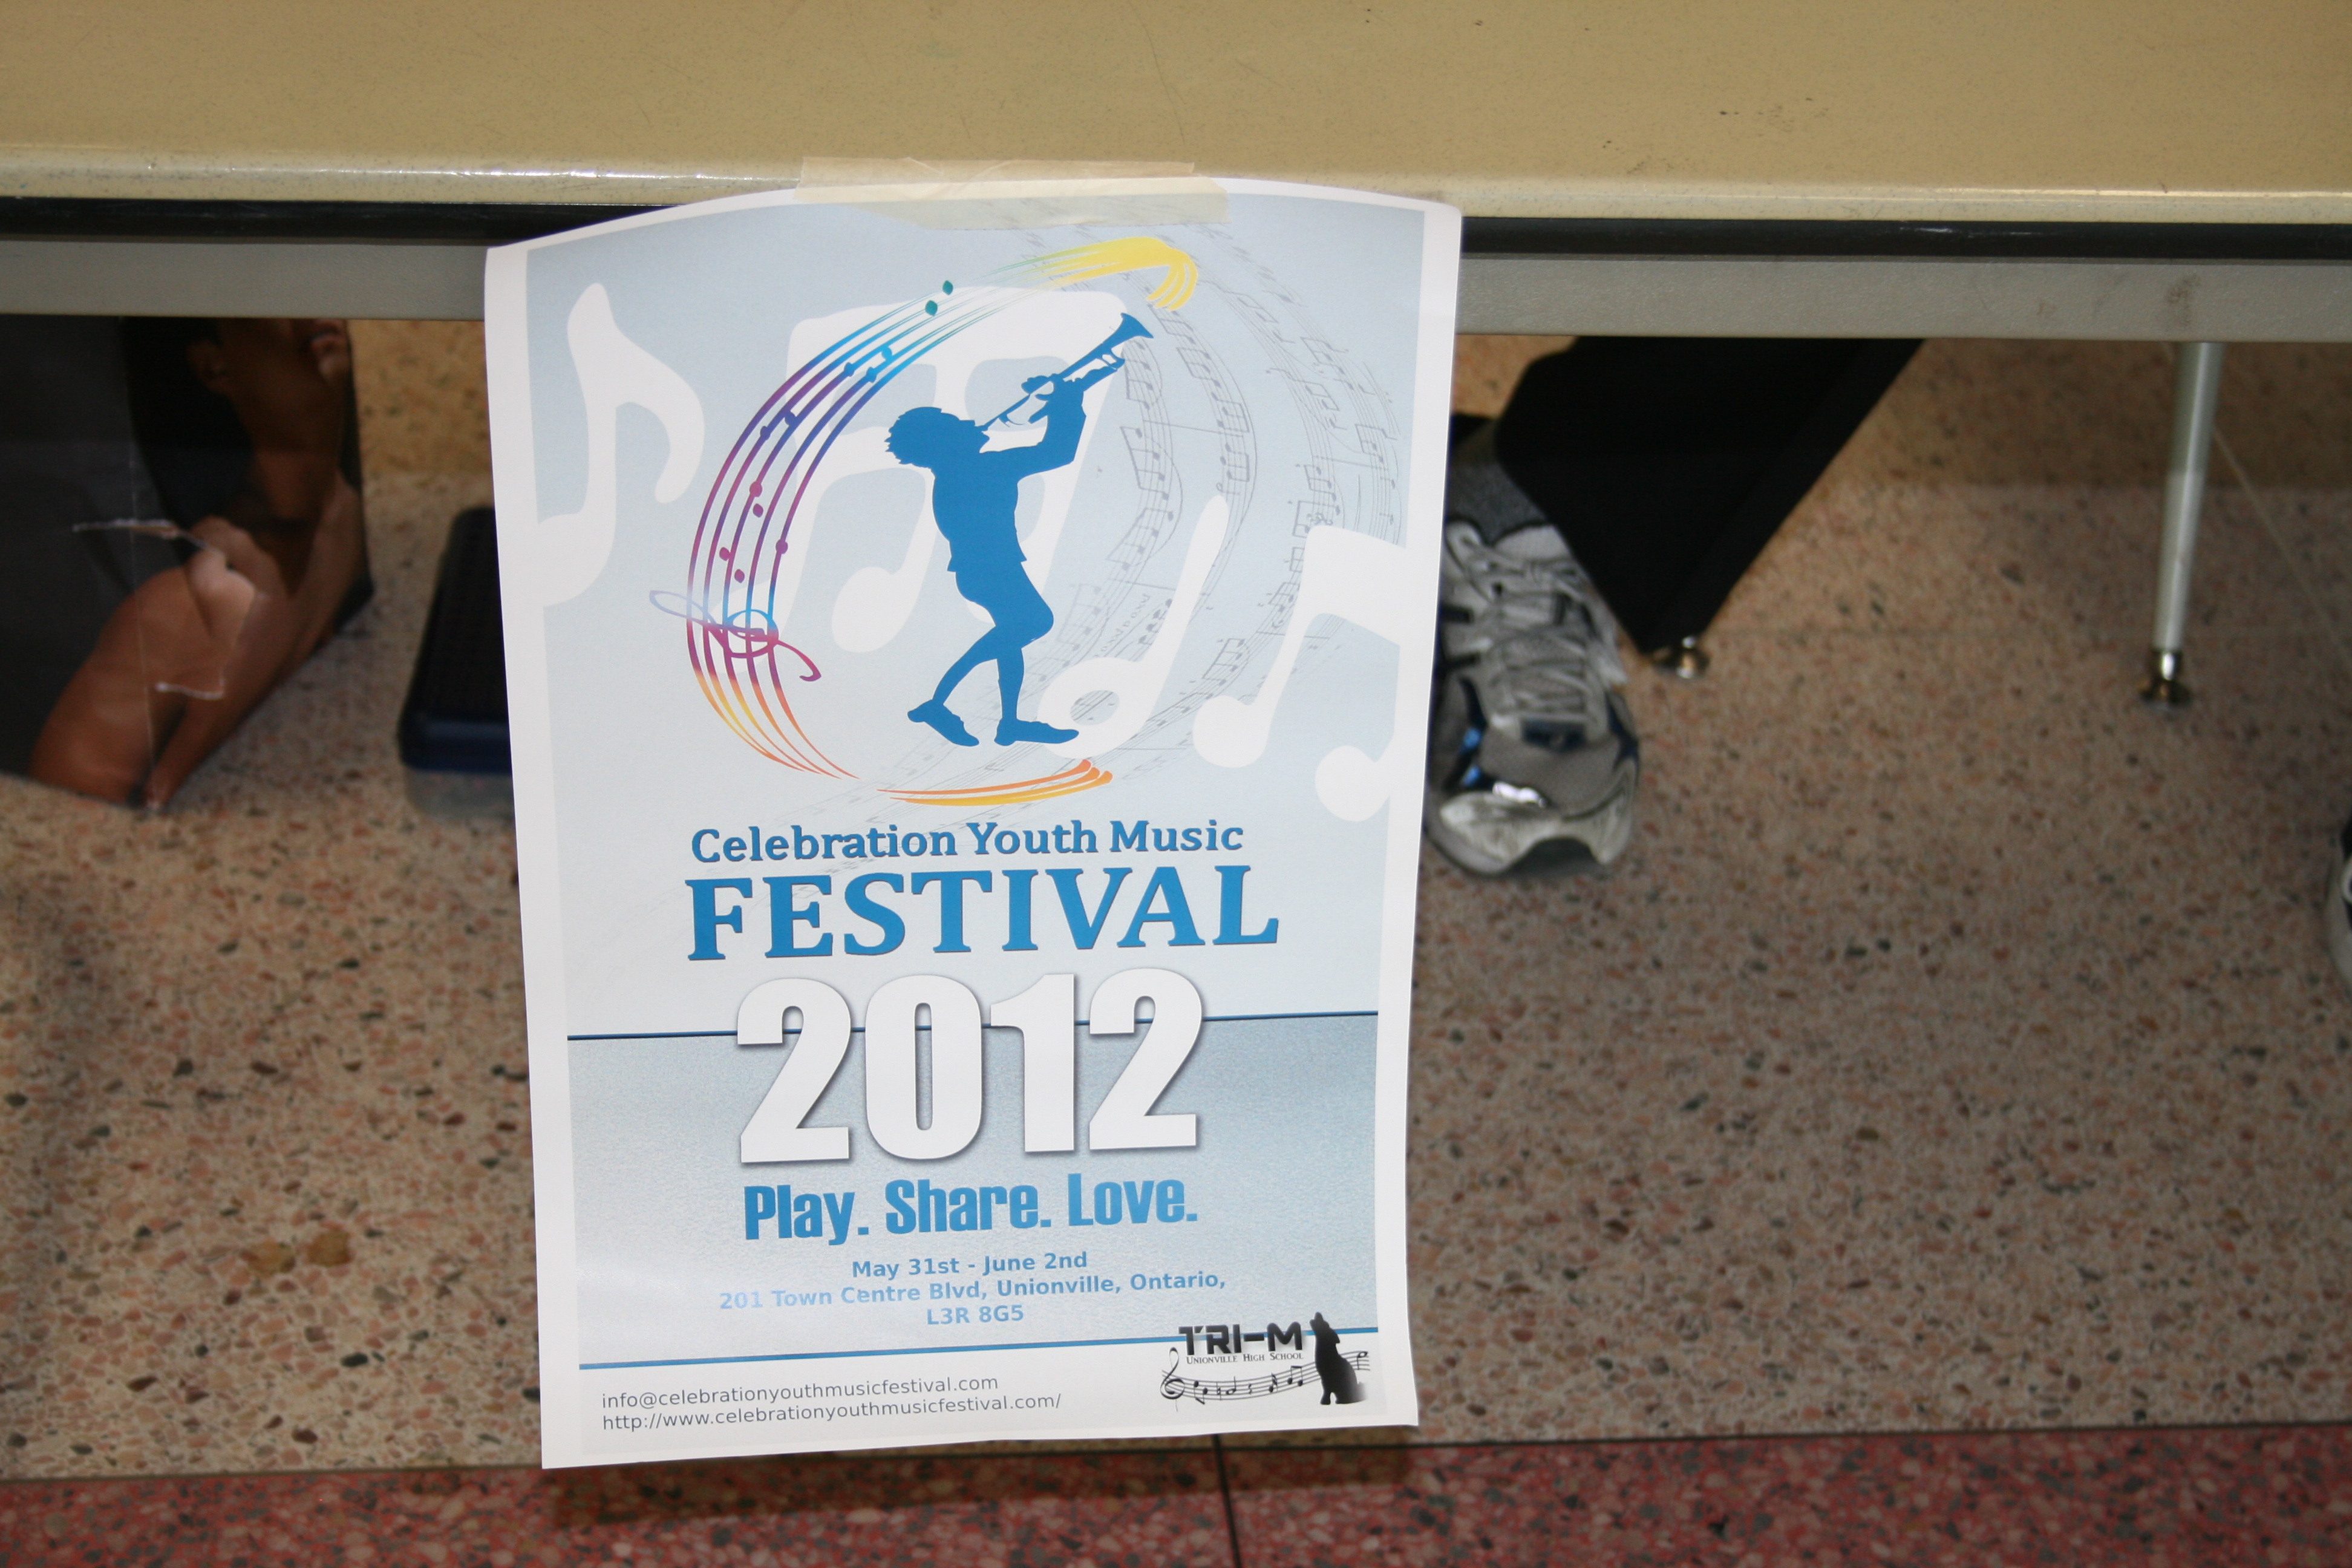 Celebration Youth Music
FESTIVAL
2012
Play. Share. Love.
May 31st - June 2nd
201 Town Centre Blvd, Unionville, Ontario,
L3R 8G5
TRI-M
UNIONVILLE HIGH SCHOOL
info@celebrationyouthmusicfestival.com
http://www.celebrationyouthmusicfestival.com/